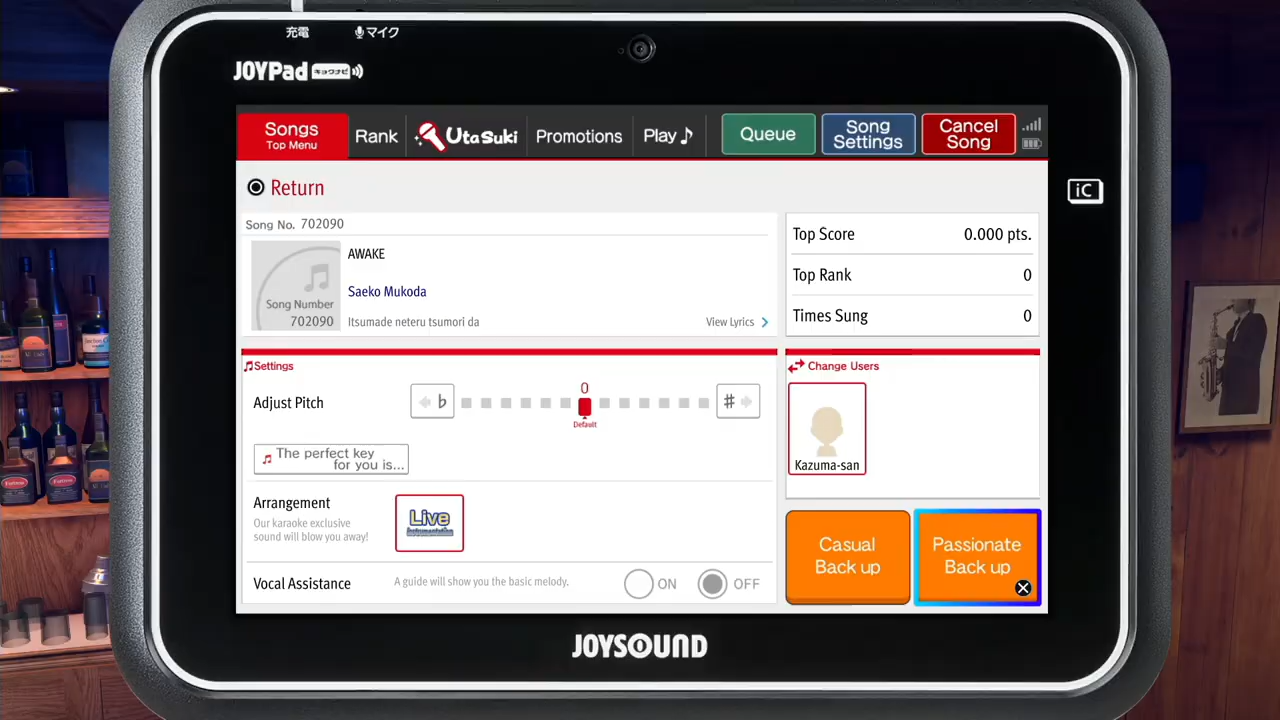 充電
マイク
JOYPad キョクナビ
Songs
Top Menu
Rank
UtaSuki
Promotions
Play♪
Queue
Song
Settings
Cancel
Song
iC
Return
Song No. 702090
Song Number
702090
AWAKE
Saeko Mukoda
Itsumade neteru tsumori da
View Lyrics
Top Score 0.000 pts.
Top Rank 0
Times Sung 0
Settings
Adjust Pitch
♭
0
Default
♯
The perfect key
for you is...
Arrangement
Our karaoke exclusive
sound will blow you away!
Live
Instrumentation
Vocal Assistance
A guide will show you the basic melody.
ON
OFF
Change Users
Kazuma-san
Casual
Back up
Passionate
Back up
JOYSOUND